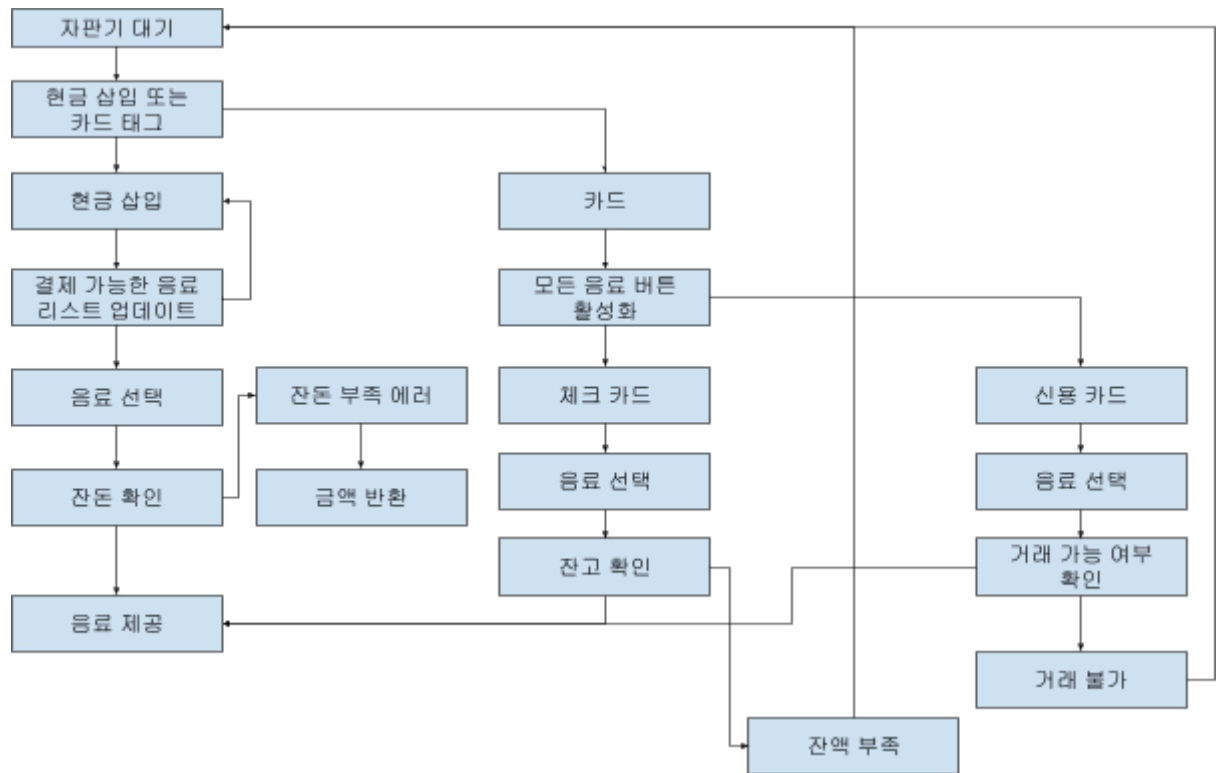 자판기 대기
현금 삽입 또는
카드 태그
현금 삽입
카드
결제 가능한 음료
리스트 업데이트
모든 음료 버튼
활성화
음료 선택
잔돈 부족 에러
체크 카드
신용 카드
잔돈 확인
금액 반환
음료 선택
음료 선택
잔고 확인
거래 가능 여부
확인
음료 제공
거래 불가
잔액 부족